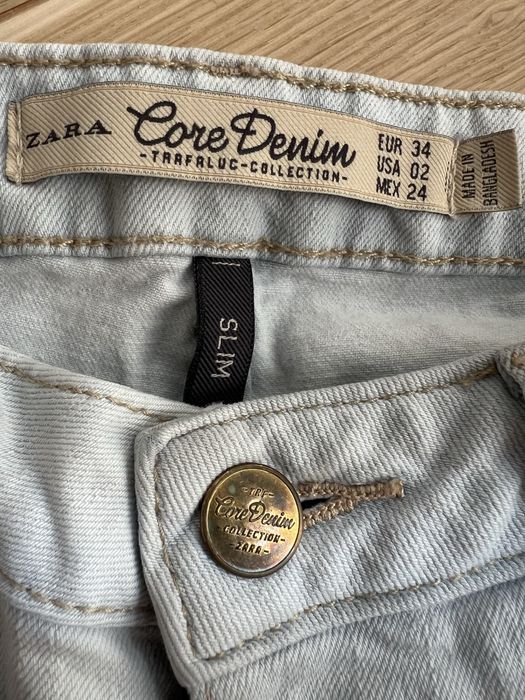 ZARA
Core Denim
-TRAFALUC-COLLECTION-
EUR 34
USA 02
MEX 24
MADE IN
BANGLADESH
SLIM
-TRF-
Core Denim
-COLLECTION-
-ZARA-